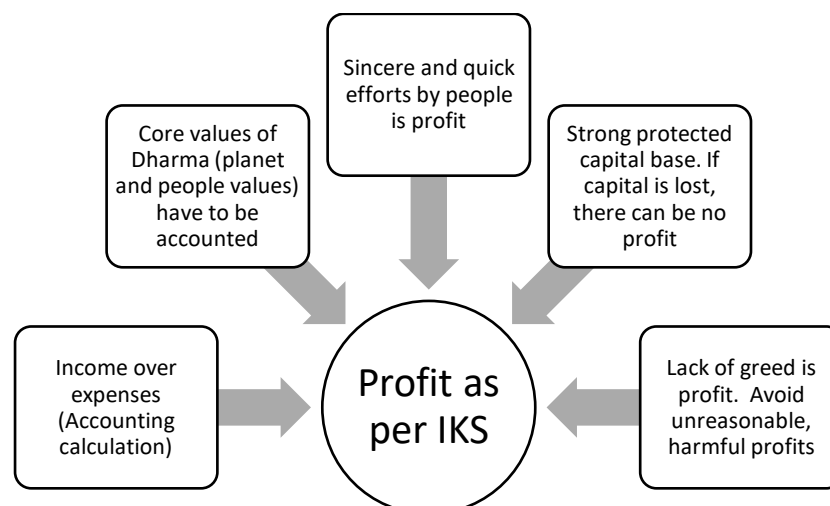 Sincere and quick
efforts by people
is profit
Core values of
Dharma (planet
and people values)
have to be
accounted
Strong protected
capital base. If
capital is lost,
there can be no
profit
Income over
expenses
(Accounting
calculation)
Profit as
per IKS
Lack of greed is
profit.  Avoid
unreasonable,
harmful profits